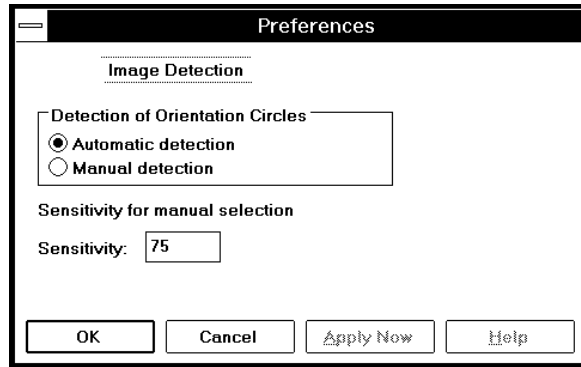 Preferences
Image Detection
Detection of Orientation Circles
Automatic detection
Manual detection
Sensitivity for manual selection
Sensitivity: 75
OK Cancel Apply Now Help